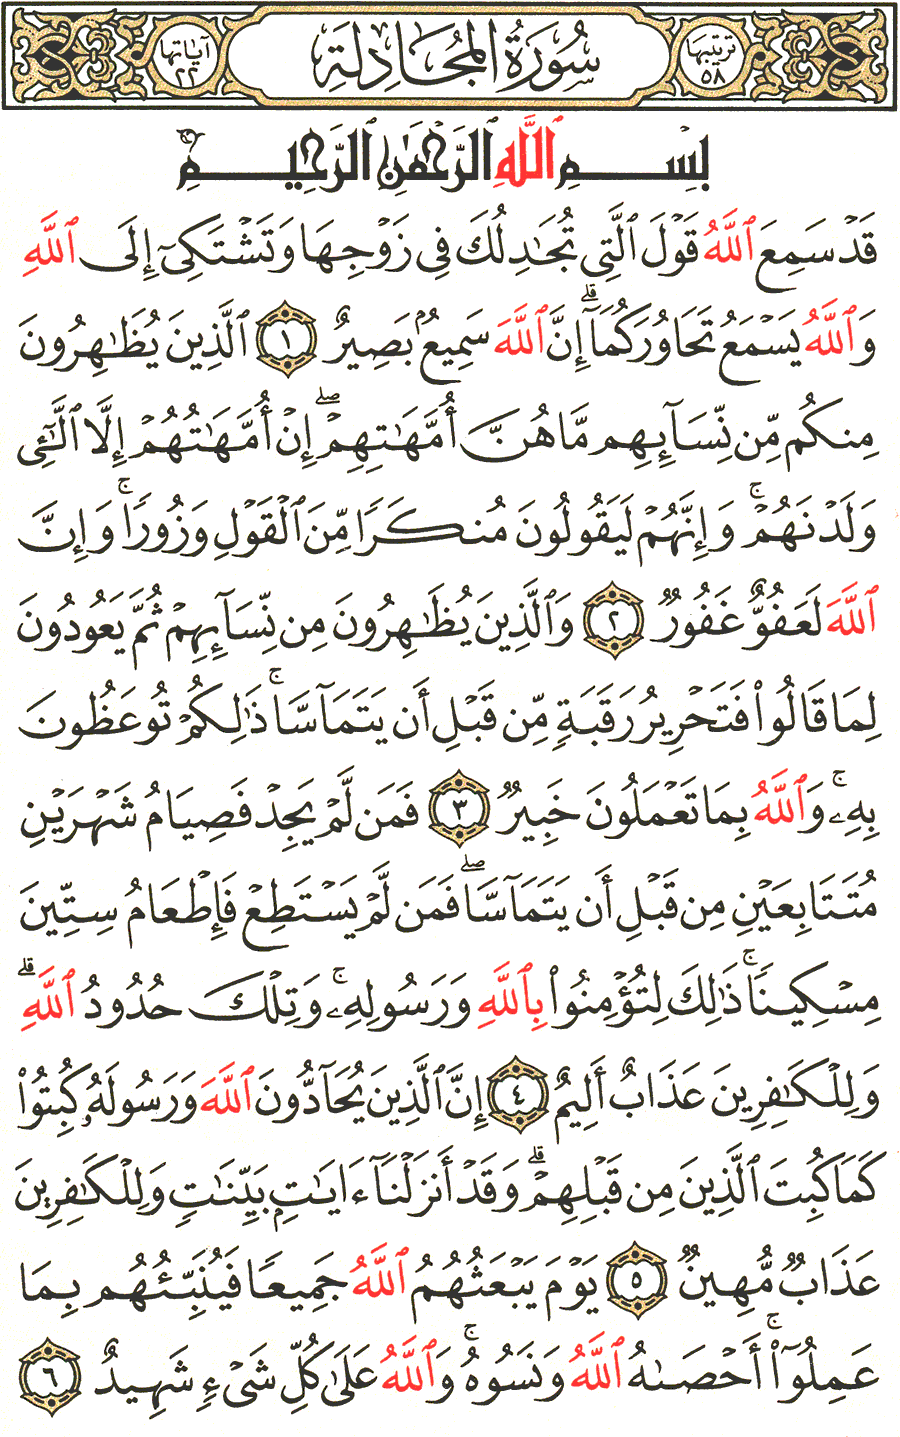 ترتيبها ٥٨ سُورَةُ المُجَادِلَةِ آياتها ٢٢
بِسْمِ ٱللَّهِ ٱلرَّحْمَٰنِ ٱلرَّحِيمِ
قَدْ سَمِعَ ٱللَّهُ قَوْلَ ٱلَّتِى تُجَٰدِلُكَ فِى زَوْجِهَا وَتَشْتَكِىٓ إِلَى ٱللَّهِ
وَٱللَّهُ يَسْمَعُ تَحَاوُرَكُمَآ ۚ إِنَّ ٱللَّهَ سَمِيعٌۢ بَصِيرٌ ١ ٱلَّذِينَ يُظَٰهِرُونَ
مِنكُم مِّن نِّسَآئِهِم مَّا هُنَّ أُمَّهَٰتِهِمْ ۖ إِنْ أُمَّهَٰتُهُمْ إِلَّا ٱلَّٰٓـِٔى
وَلَدْنَهُمْ ۚ وَإِنَّهُمْ لَيَقُولُونَ مُنكَرًا مِّنَ ٱلْقَوْلِ وَزُورًا ۚ وَإِنَّ
ٱللَّهَ لَعَفُوٌّ غَفُورٌ ٢ وَٱلَّذِينَ يُظَٰهِرُونَ مِن نِّسَآئِهِمْ ثُمَّ يَعُودُونَ
لِمَا قَالُوا۟ فَتَحْرِيرُ رَقَبَةٍ مِّن قَبْلِ أَن يَتَمَآسَّا ۚ ذَٰلِكُمْ تُوعَظُونَ
بِهِۦ ۚ وَٱللَّهُ بِمَا تَعْمَلُونَ خَبِيرٌ ٣ فَمَن لَّمْ يَجِدْ فَصِيَامُ شَهْرَيْنِ
مُتَتَابِعَيْنِ مِن قَبْلِ أَن يَتَمَآسَّا ۖ فَمَن لَّمْ يَسْتَطِعْ فَإِطْعَامُ سِتِّينَ
مِسْكِينًا ۚ ذَٰلِكَ لِتُؤْمِنُوا۟ بِٱللَّهِ وَرَسُولِهِۦ ۚ وَتِلْكَ حُدُودُ ٱللَّهِ ۗ
وَلِلْكَٰفِرِينَ عَذَابٌ أَلِيمٌ ٤ إِنَّ ٱلَّذِينَ يُحَآدُّونَ ٱللَّهَ وَرَسُولَهُۥ كُبِتُوا۟
كَمَا كُبِتَ ٱلَّذِينَ مِن قَبْلِهِمْ ۗ وَقَدْ أَنزَلْنَآ ءَايَٰتٍۭ بَيِّنَٰتٍ ۚ وَلِلْكَٰفِرِينَ
عَذَابٌ مُّهِينٌ ٥ يَوْمَ يَبْعَثُهُمُ ٱللَّهُ جَمِيعًا فَيُنَبِّئُهُم بِمَا
عَمِلُوٓا۟ ۚ أَحْصَىٰهُ ٱللَّهُ وَنَسُوهُ ۚ وَٱللَّهُ عَلَىٰ كُلِّ شَىْءٍ شَهِيدٌ ٦